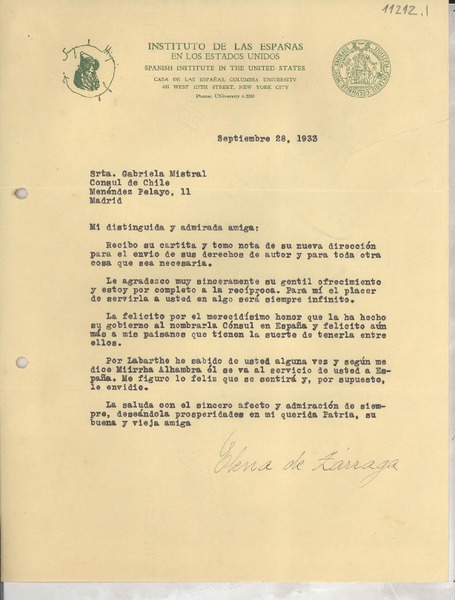 11212.1
INSTITUTO DE LAS ESPAÑAS
EN LOS ESTADOS UNIDOS
SPANISH INSTITUTE IN THE UNITED STATES
CASA DE LAS ESPAÑAS, COLUMBIA UNIVERSITY
435 WEST 117TH STREET, NEW YORK CITY
Phone: UNiversity 4-3200
Septiembre 28, 1933
Srta. Gabriela Mistral
Consul de Chile
Menéndez Pelayo, 11
Madrid
Mi distinguida y admirada amiga:
Recibo su cartita y tomo nota de su nueva dirección
para el envio de sus derechos de autor y para toda otra
cosa que sea necesaria.
Le agradezco muy sinceramente su gentil ofrecimiento
y estoy por completo a la recíproca. Para mí el placer
de servirla a usted en algo será siempre infinito.
La felicito por el merecidísimo honor que la ha hecho
su gobierno al nombrarla Cónsul en España y felicito aún
más a mis paisanos que tienen la suerte de tenerla entre
ellos.
Por Labarthe he sabido de usted alguna vez y según me
dice Miirrha Alhambra él se va al servicio de usted a Es-
paña. Me figuro lo feliz que se sentirá y, por supuesto,
le envidio.
La saluda con el sincero afecto y admiración de siem-
pre, deseándola prosperidades en mi querida Patria, su
buena y vieja amiga
Elena de Zárraga